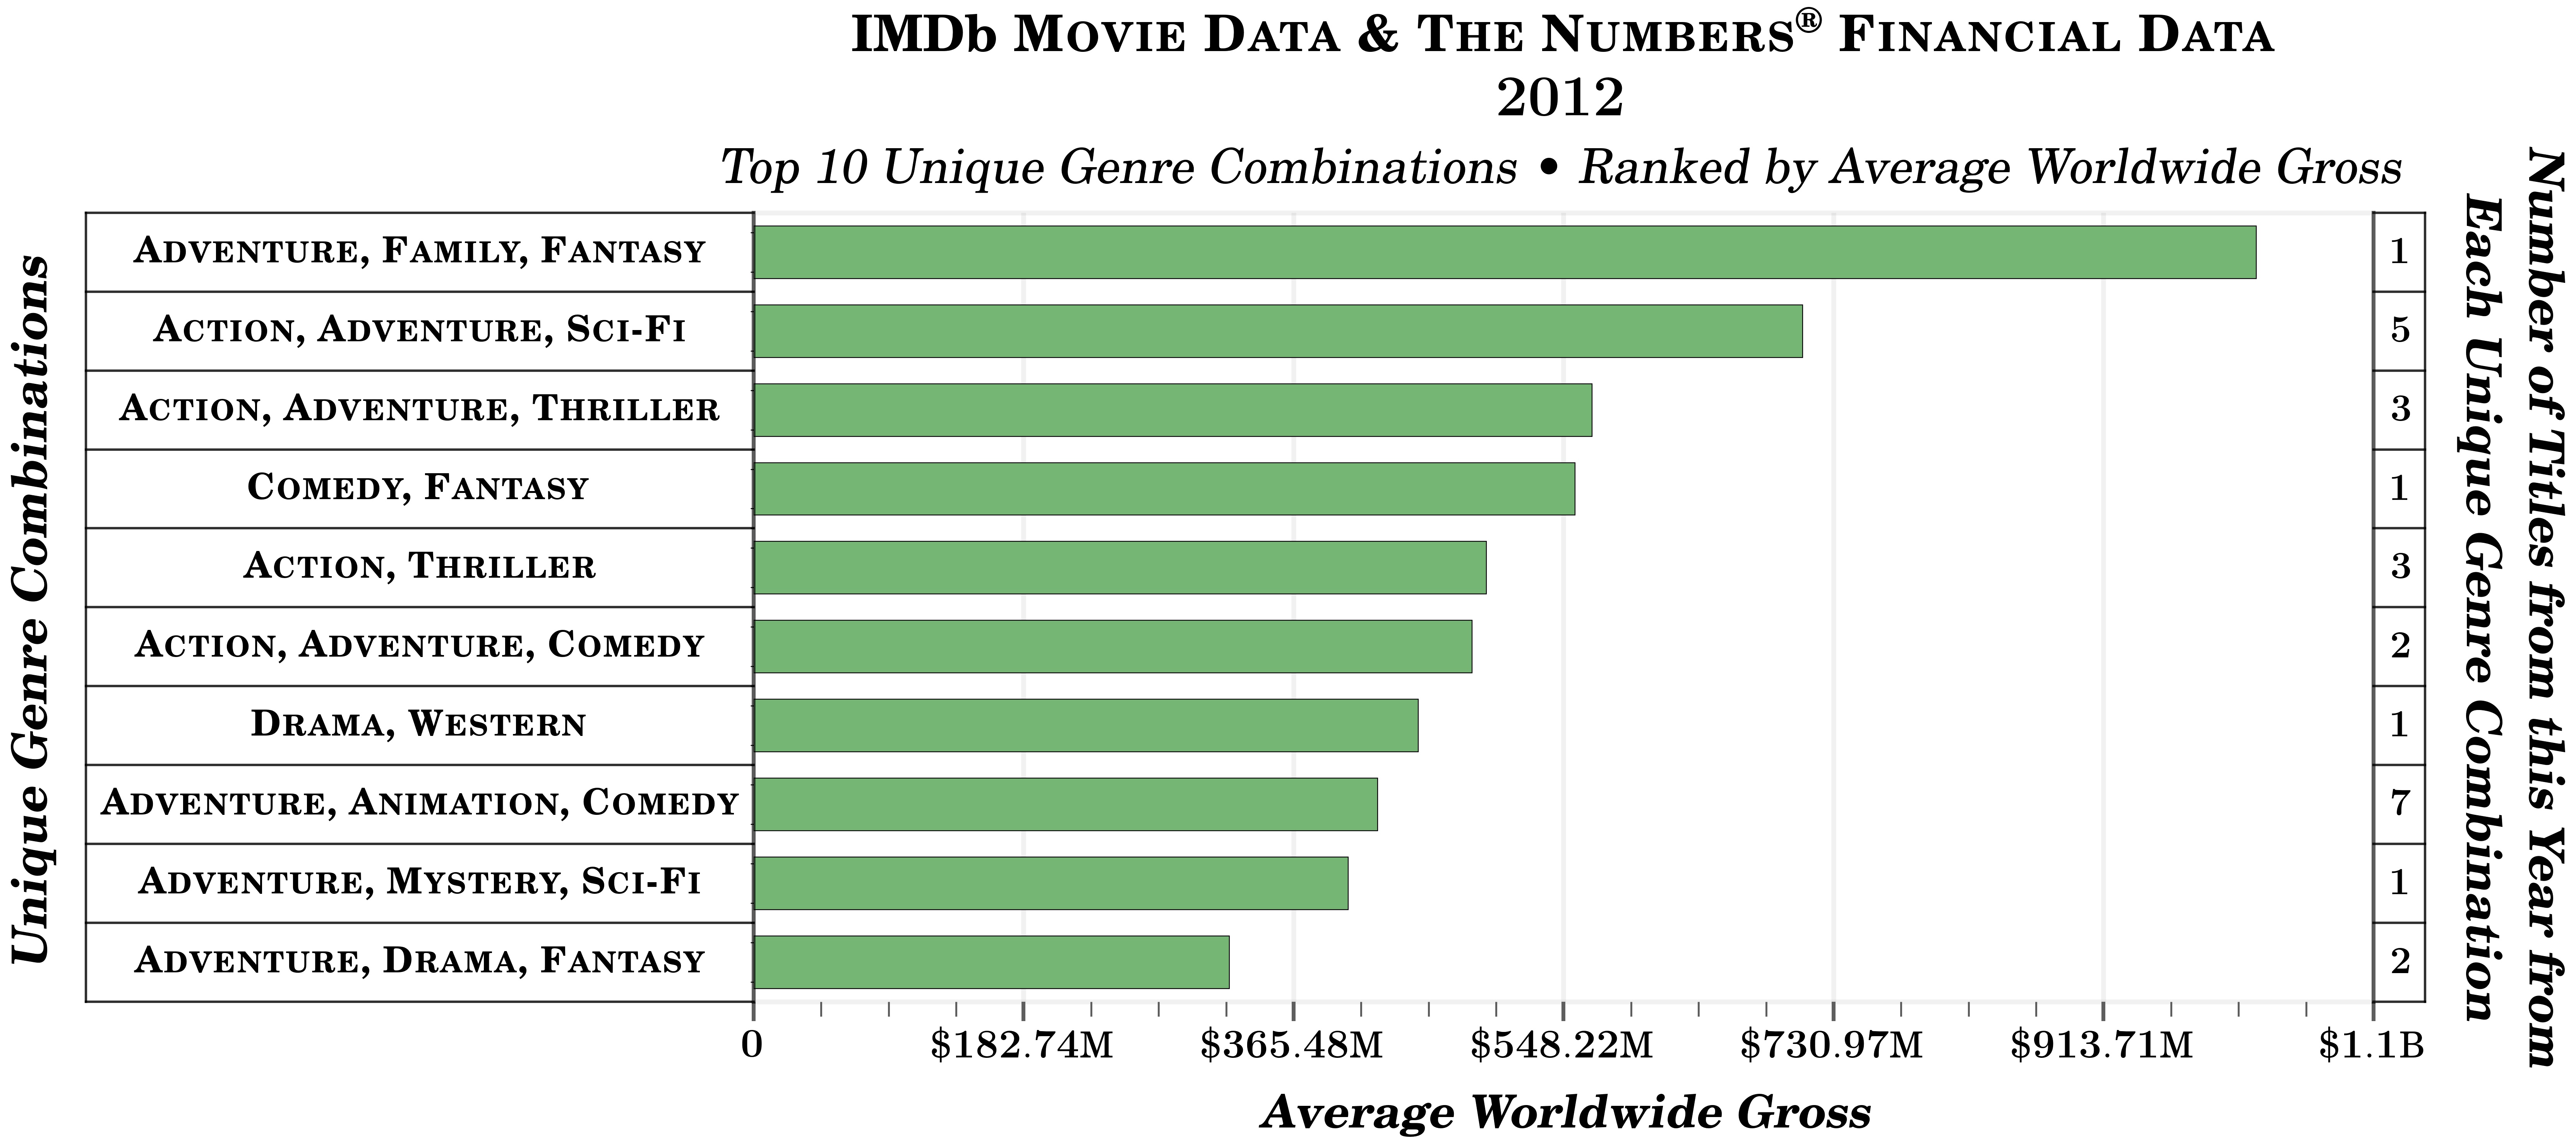 IMDb Movie Data & The Numbers® Financial Data
2012
Top 10 Unique Genre Combinations • Ranked by Average Worldwide Gross
Unique Genre Combinations
Adventure, Family, Fantasy 1
Action, Adventure, Sci-Fi 5
Action, Adventure, Thriller 3
Comedy, Fantasy 1
Action, Thriller 3
Action, Adventure, Comedy 2
Drama, Western 1
Adventure, Animation, Comedy 7
Adventure, Mystery, Sci-Fi 1
Adventure, Drama, Fantasy 2
Number of Titles from this Year from
Each Unique Genre Combination
0 $182.74M $365.48M $548.22M $730.97M $913.71M $1.1B
Average Worldwide Gross